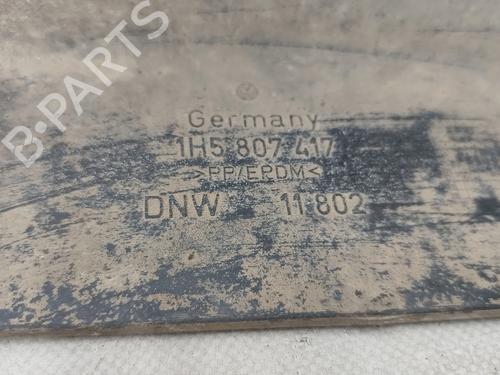 B-PARTS
Germany
1H5 807 417
>PP/EPDM<
DNW 11.802